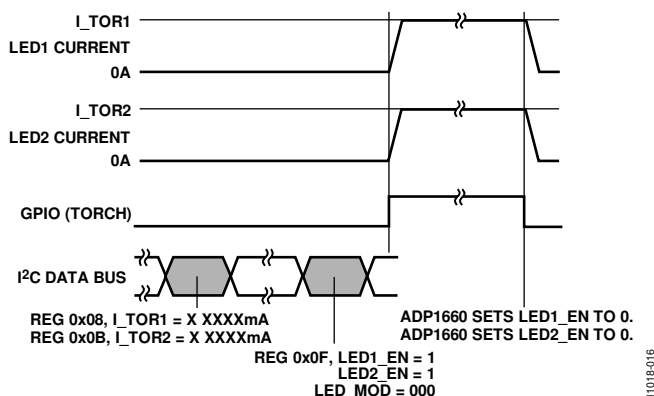 I_TOR1
LED1 CURRENT
0A
I_TOR2
LED2 CURRENT
0A
GPIO (TORCH)
I²C DATA BUS
REG 0x08, I_TOR1 = X XXXXmA
REG 0x0B, I_TOR2 = X XXXXmA
REG 0x0F, LED1_EN = 1
LED2_EN = 1
LED_MOD = 000
ADP1660 SETS LED1_EN TO 0.
ADP1660 SETS LED2_EN TO 0.
11018-016